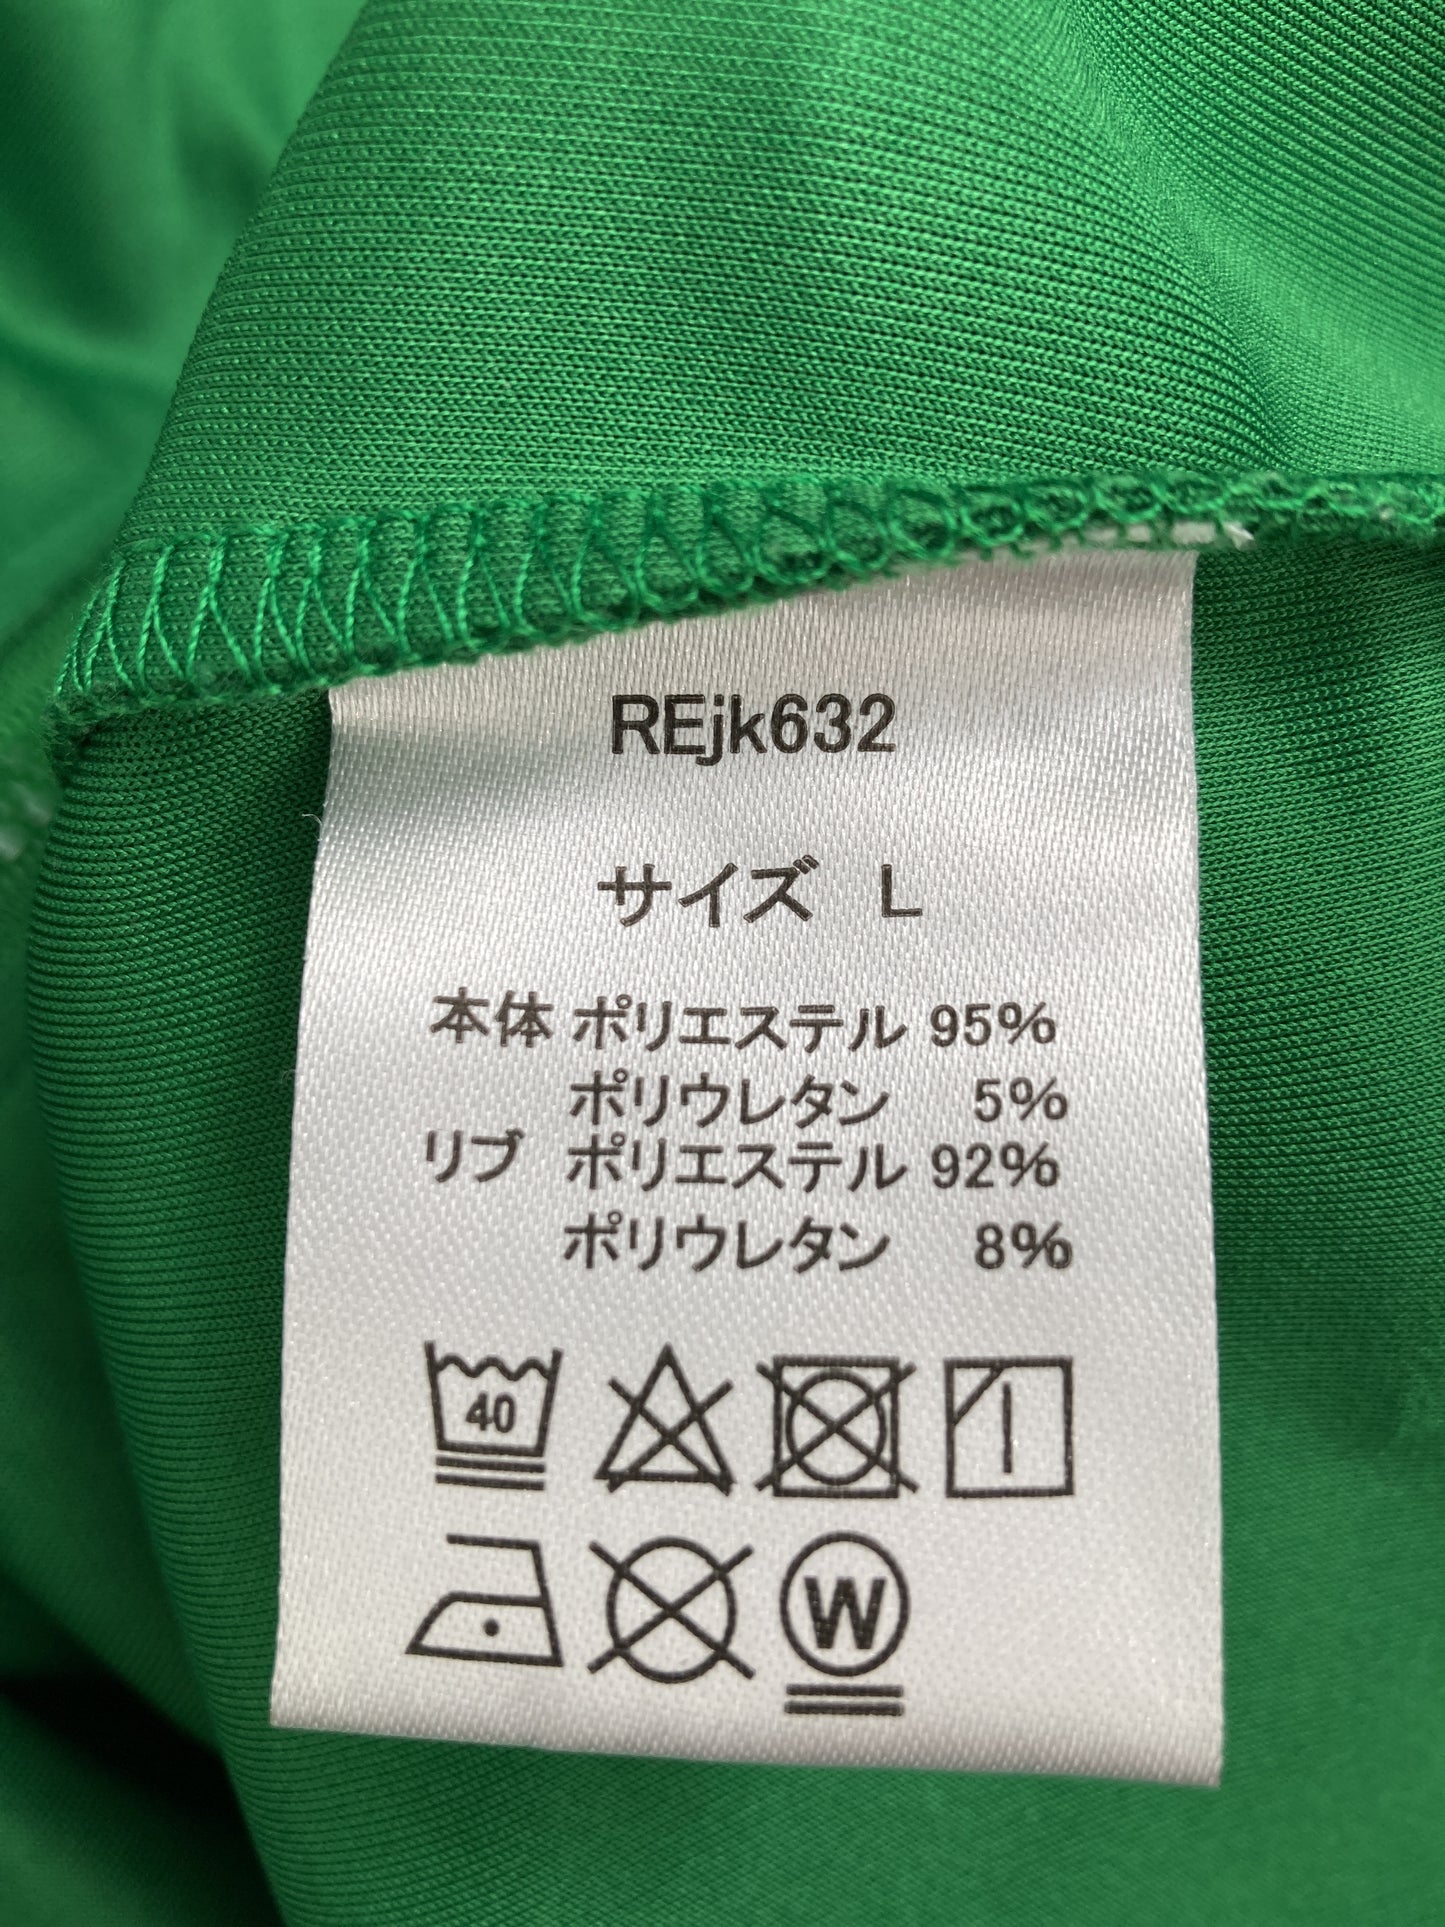 REjk632
サイズ L
本体 ポリエステル 95%
ポリウレタン 5%
リブ ポリエステル 92%
ポリウレタン 8%
40
W